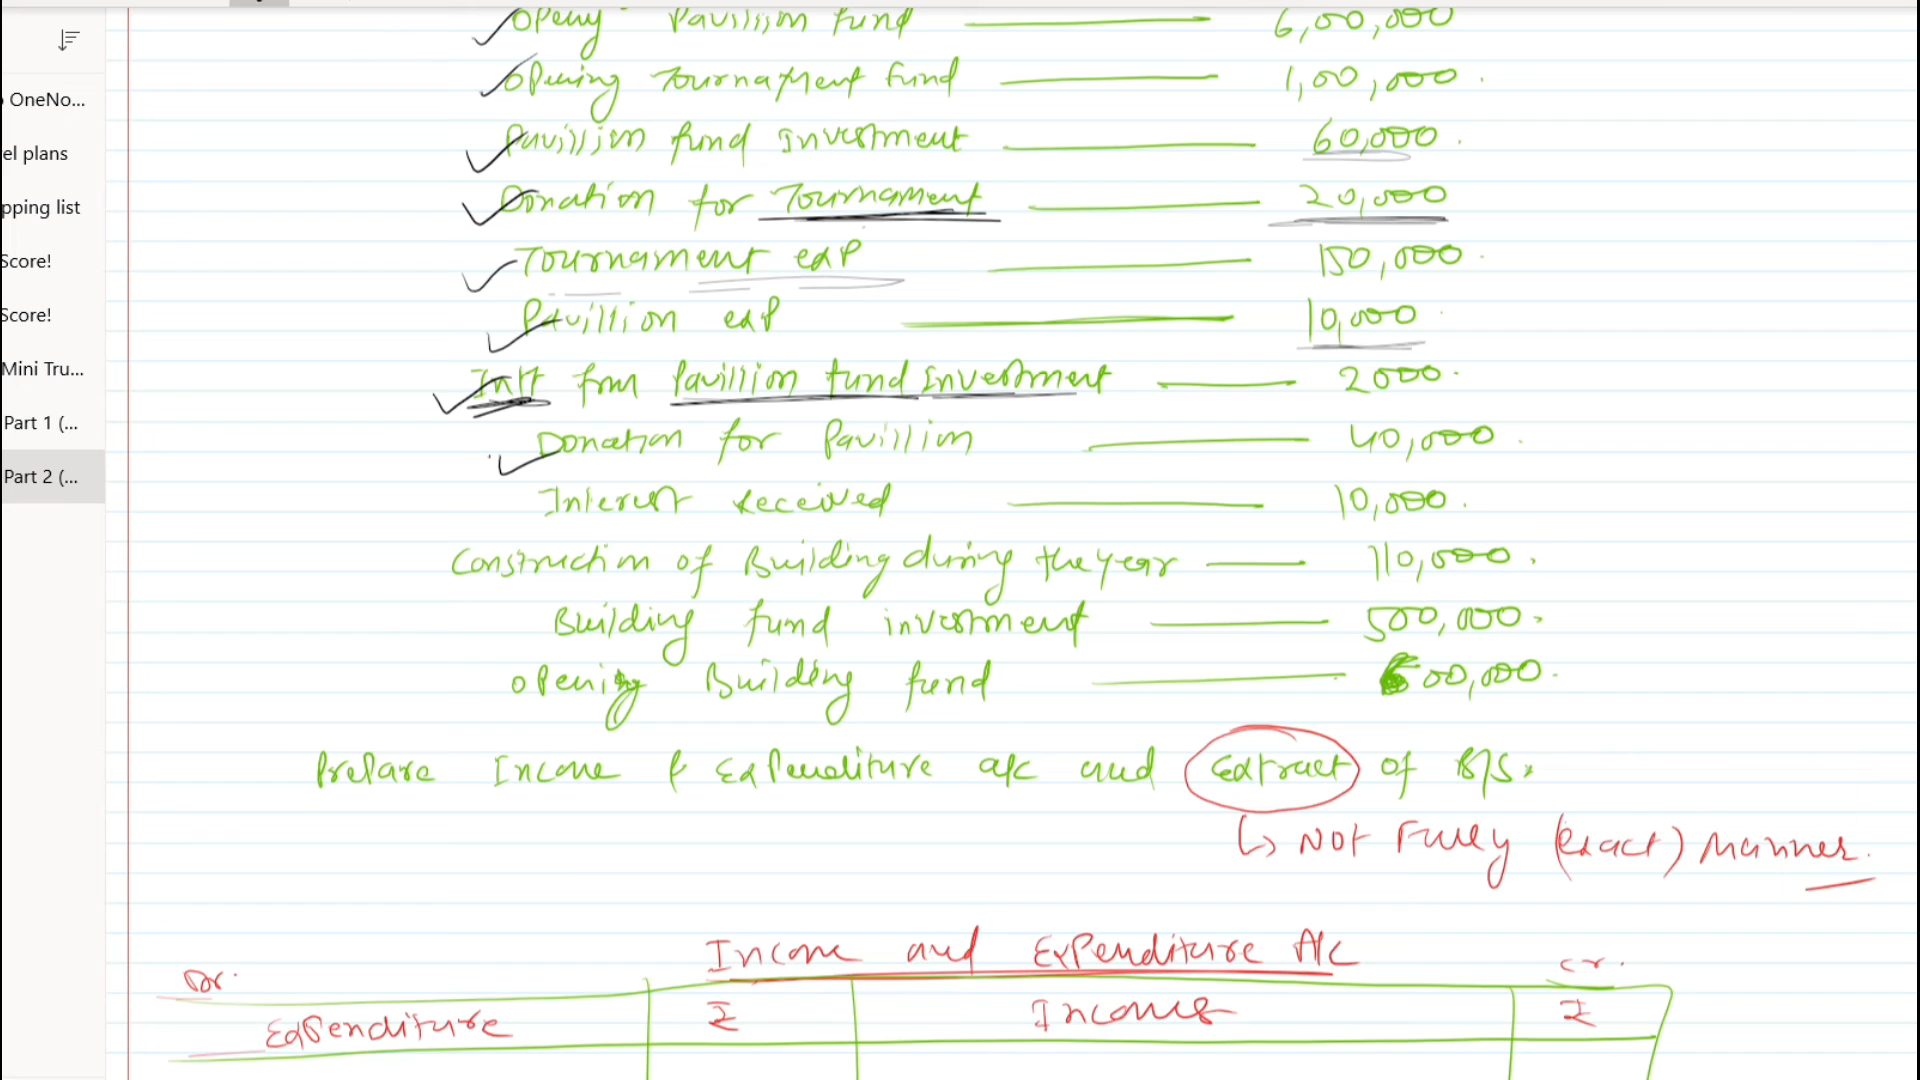 Opening Pavillion fund 6,00,000
Opening Tournament fund 1,00,000.
OneNo...
Pavillion fund Investment 60,000.
el plans
Donation for Tournament 20,000
pping list
Tournament exp 150,000.
Score!
Pavillion exp 10,000
Score!
Intt from Pavillion fund Investment 2000.
Mini Tru...
Donation for Pavillion 40,000.
Part 1 (...
Part 2 (...
Interest received 10,000.
Construction of Building during the year 110,000.
Building fund investment 500,000.
Opening Building fund 00,000.
Prepare Income & Expenditure a/c and Extract of B/S.
↳ Not Fully (exact) Manner.
Income and Expenditure A/c
Dr. Cr.
Expenditure ₹ Incomes ₹